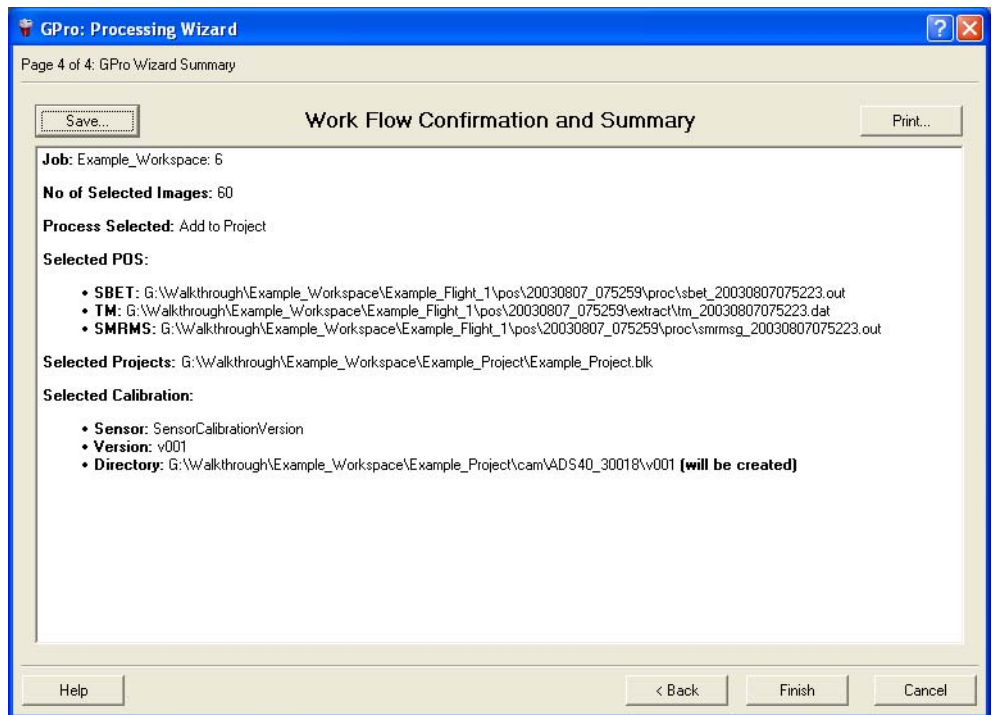 GPro: Processing Wizard
Page 4 of 4: GPro Wizard Summary
Save...
Work Flow Confirmation and Summary
Print...
Job: Example_Workspace: 6
No of Selected Images: 60
Process Selected: Add to Project
Selected POS:
• SBET: G:\Walkthrough\Example_Workspace\Example_Flight_1\pos\20030807_075259\proc\sbet_20030807075223.out
• TM: G:\Walkthrough\Example_Workspace\Example_Flight_1\pos\20030807_075259\extract\tm_20030807075223.dat
• SMRMS: G:\Walkthrough\Example_Workspace\Example_Flight_1\pos\20030807_075259\proc\smrmsg_20030807075223.out
Selected Projects: G:\Walkthrough\Example_Workspace\Example_Project\Example_Project.blk
Selected Calibration:
• Sensor: SensorCalibrationVersion
• Version: v001
• Directory: G:\Walkthrough\Example_Workspace\Example_Project\cam\ADS40_30018\v001 (will be created)
Help
< Back
Finish
Cancel